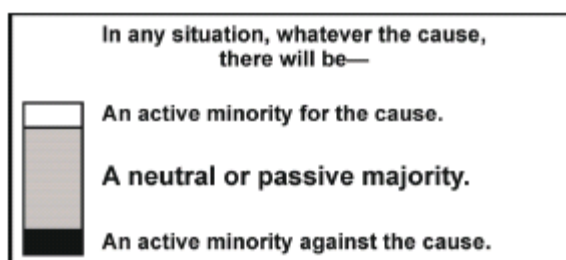 In any situation, whatever the cause,
there will be—
An active minority for the cause.
A neutral or passive majority.
An active minority against the cause.